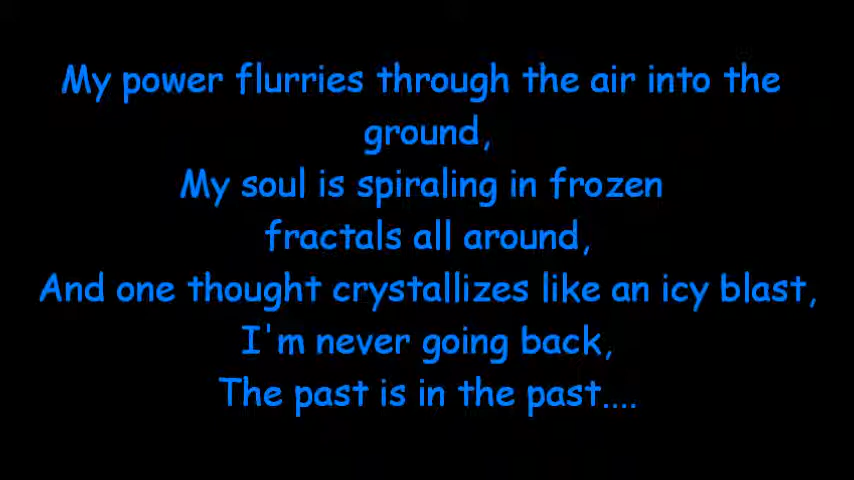 My power flurries through the air into the
ground,
My soul is spiraling in frozen
fractals all around,
And one thought crystallizes like an icy blast,
I'm never going back,
The past is in the past....